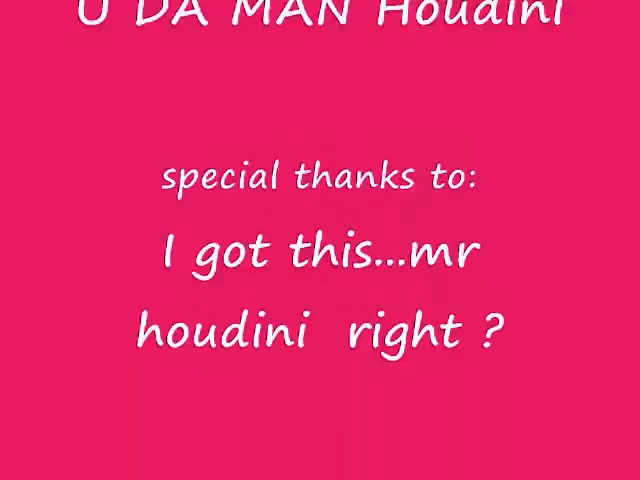 U DA MAN Houdini
special thanks to:
I got this...mr
houdini right ?